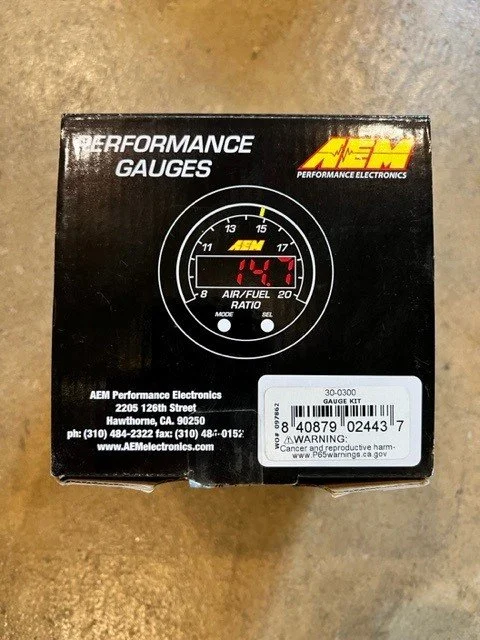 PERFORMANCE
GAUGES
AEM
PERFORMANCE ELECTRONICS
8 11 13 15 17 20
AEM
14.7
AIR/FUEL
RATIO
MODE SEL
AEM Performance Electronics
2205 126th Street
Hawthorne, CA. 90250
ph: (310) 484-2322 fax: (310) 484-0152
www.AEMelectronics.com
30-0300
GAUGE KIT
WO# 097862
8 40879 02443 7
⚠WARNING:
Cancer and reproductive harm-
www.P65warnings.ca.gov